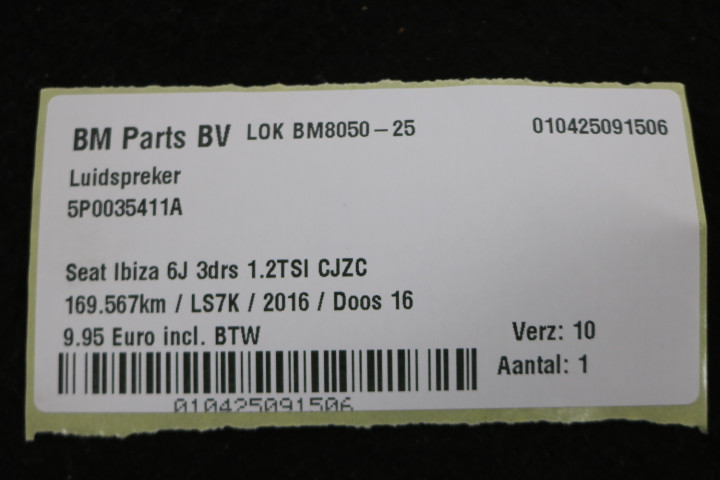 BM Parts BV LOK BM8050-25 010425091506
Luidspreker
5P0035411A
Seat Ibiza 6J 3drs 1.2TSI CJZC
169.567km / LS7K / 2016 / Doos 16
9.95 Euro incl. BTW Verz: 10
Aantal: 1
010425091506